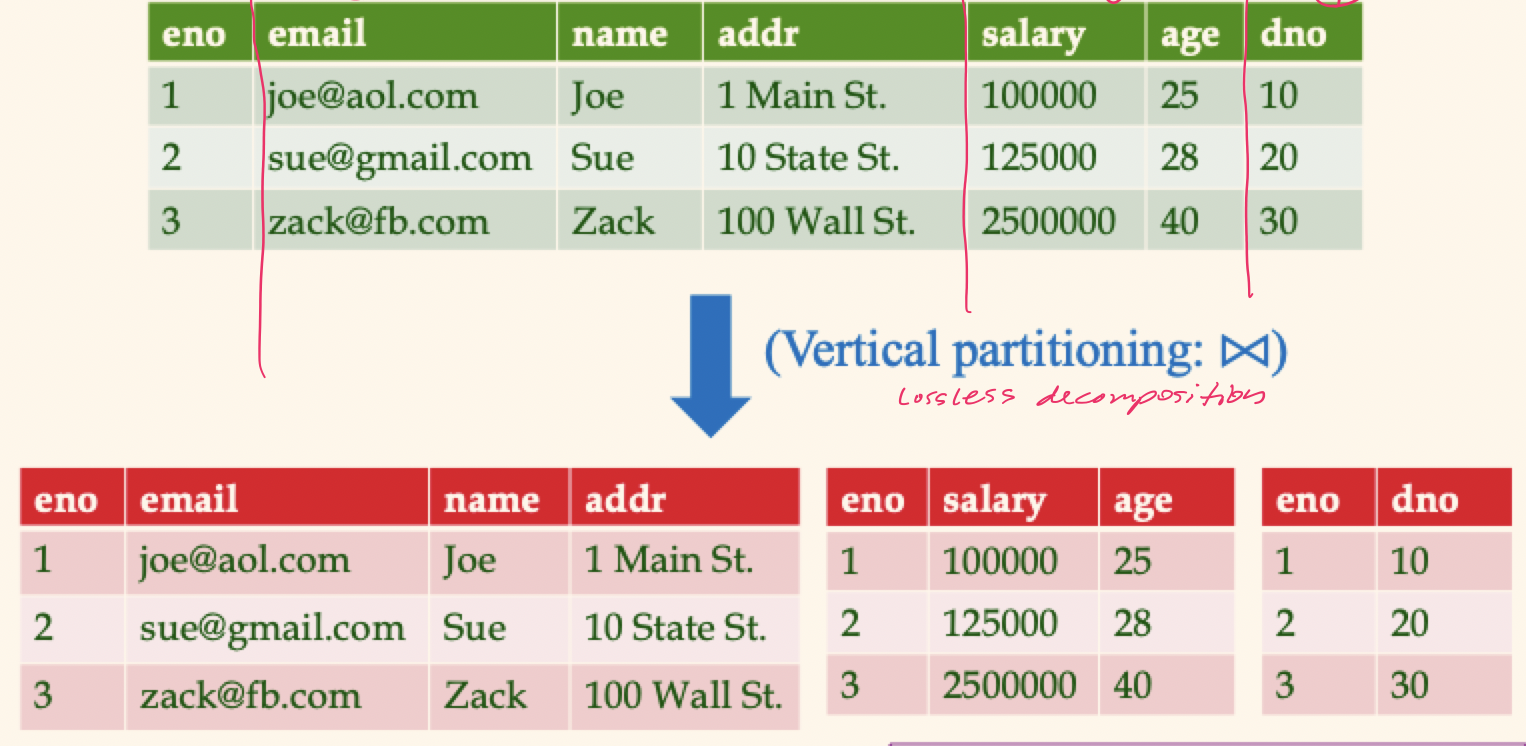 eno email name addr salary age dno
1 joe@aol.com Joe 1 Main St. 100000 25 10
2 sue@gmail.com Sue 10 State St. 125000 28 20
3 zack@fb.com Zack 100 Wall St. 2500000 40 30
(Vertical partitioning: ⋈)
Lossless decomposition
eno email name addr
1 joe@aol.com Joe 1 Main St.
2 sue@gmail.com Sue 10 State St.
3 zack@fb.com Zack 100 Wall St.
eno salary age
1 100000 25
2 125000 28
3 2500000 40
eno dno
1 10
2 20
3 30